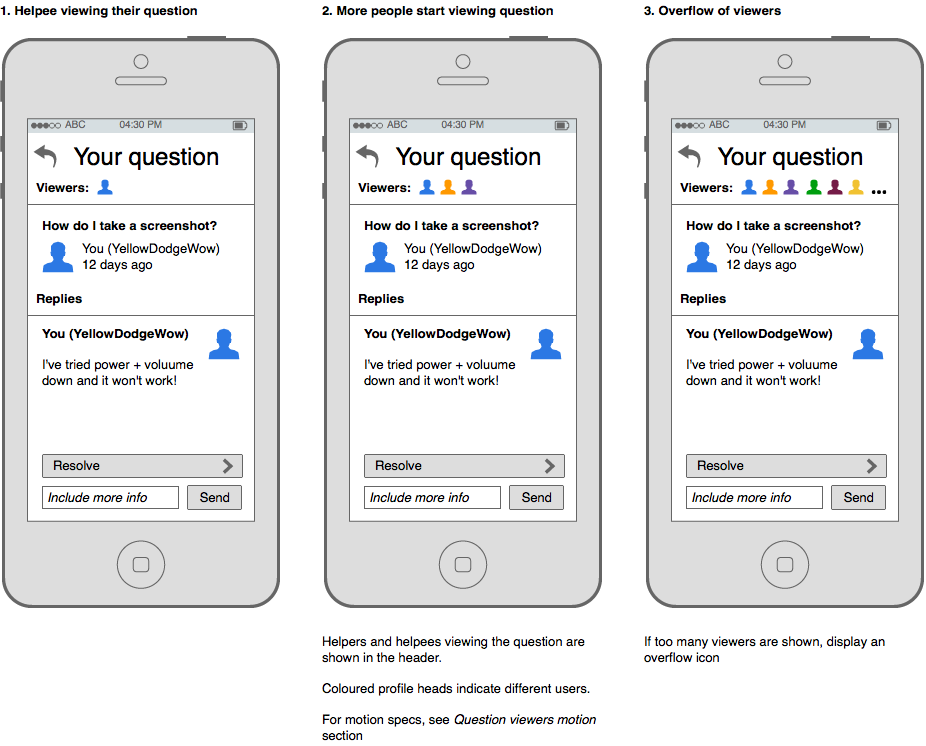 1. Helpee viewing their question
●●●○○ ABC 04:30 PM
Your question
Viewers:
How do I take a screenshot?
You (YellowDodgeWow)
12 days ago
Replies
You (YellowDodgeWow)
I've tried power + voluume
down and it won't work!
Resolve
Include more info
Send
2. More people start viewing question
●●●○○ ABC 04:30 PM
Your question
Viewers:
How do I take a screenshot?
You (YellowDodgeWow)
12 days ago
Replies
You (YellowDodgeWow)
I've tried power + voluume
down and it won't work!
Resolve
Include more info
Send
Helpers and helpees viewing the question are
shown in the header.
Coloured profile heads indicate different users.
For motion specs, see Question viewers motion
section
3. Overflow of viewers
●●●○○ ABC 04:30 PM
Your question
Viewers: ...
How do I take a screenshot?
You (YellowDodgeWow)
12 days ago
Replies
You (YellowDodgeWow)
I've tried power + voluume
down and it won't work!
Resolve
Include more info
Send
If too many viewers are shown, display an
overflow icon